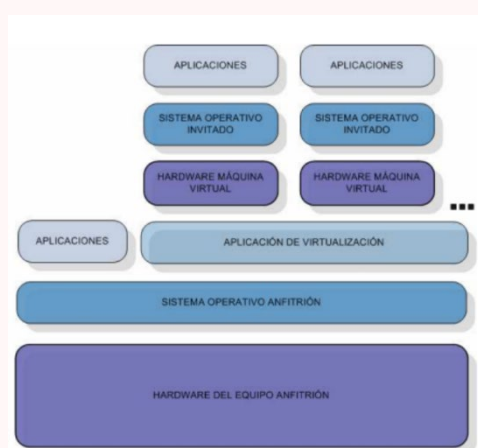 APLICACIONES
APLICACIONES
SISTEMA OPERATIVO
INVITADO
SISTEMA OPERATIVO
INVITADO
HARDWARE MÁQUINA
VIRTUAL
HARDWARE MÁQUINA
VIRTUAL
...
APLICACIONES
APLICACIÓN DE VIRTUALIZACIÓN
SISTEMA OPERATIVO ANFITRIÓN
HARDWARE DEL EQUIPO ANFITRIÓN